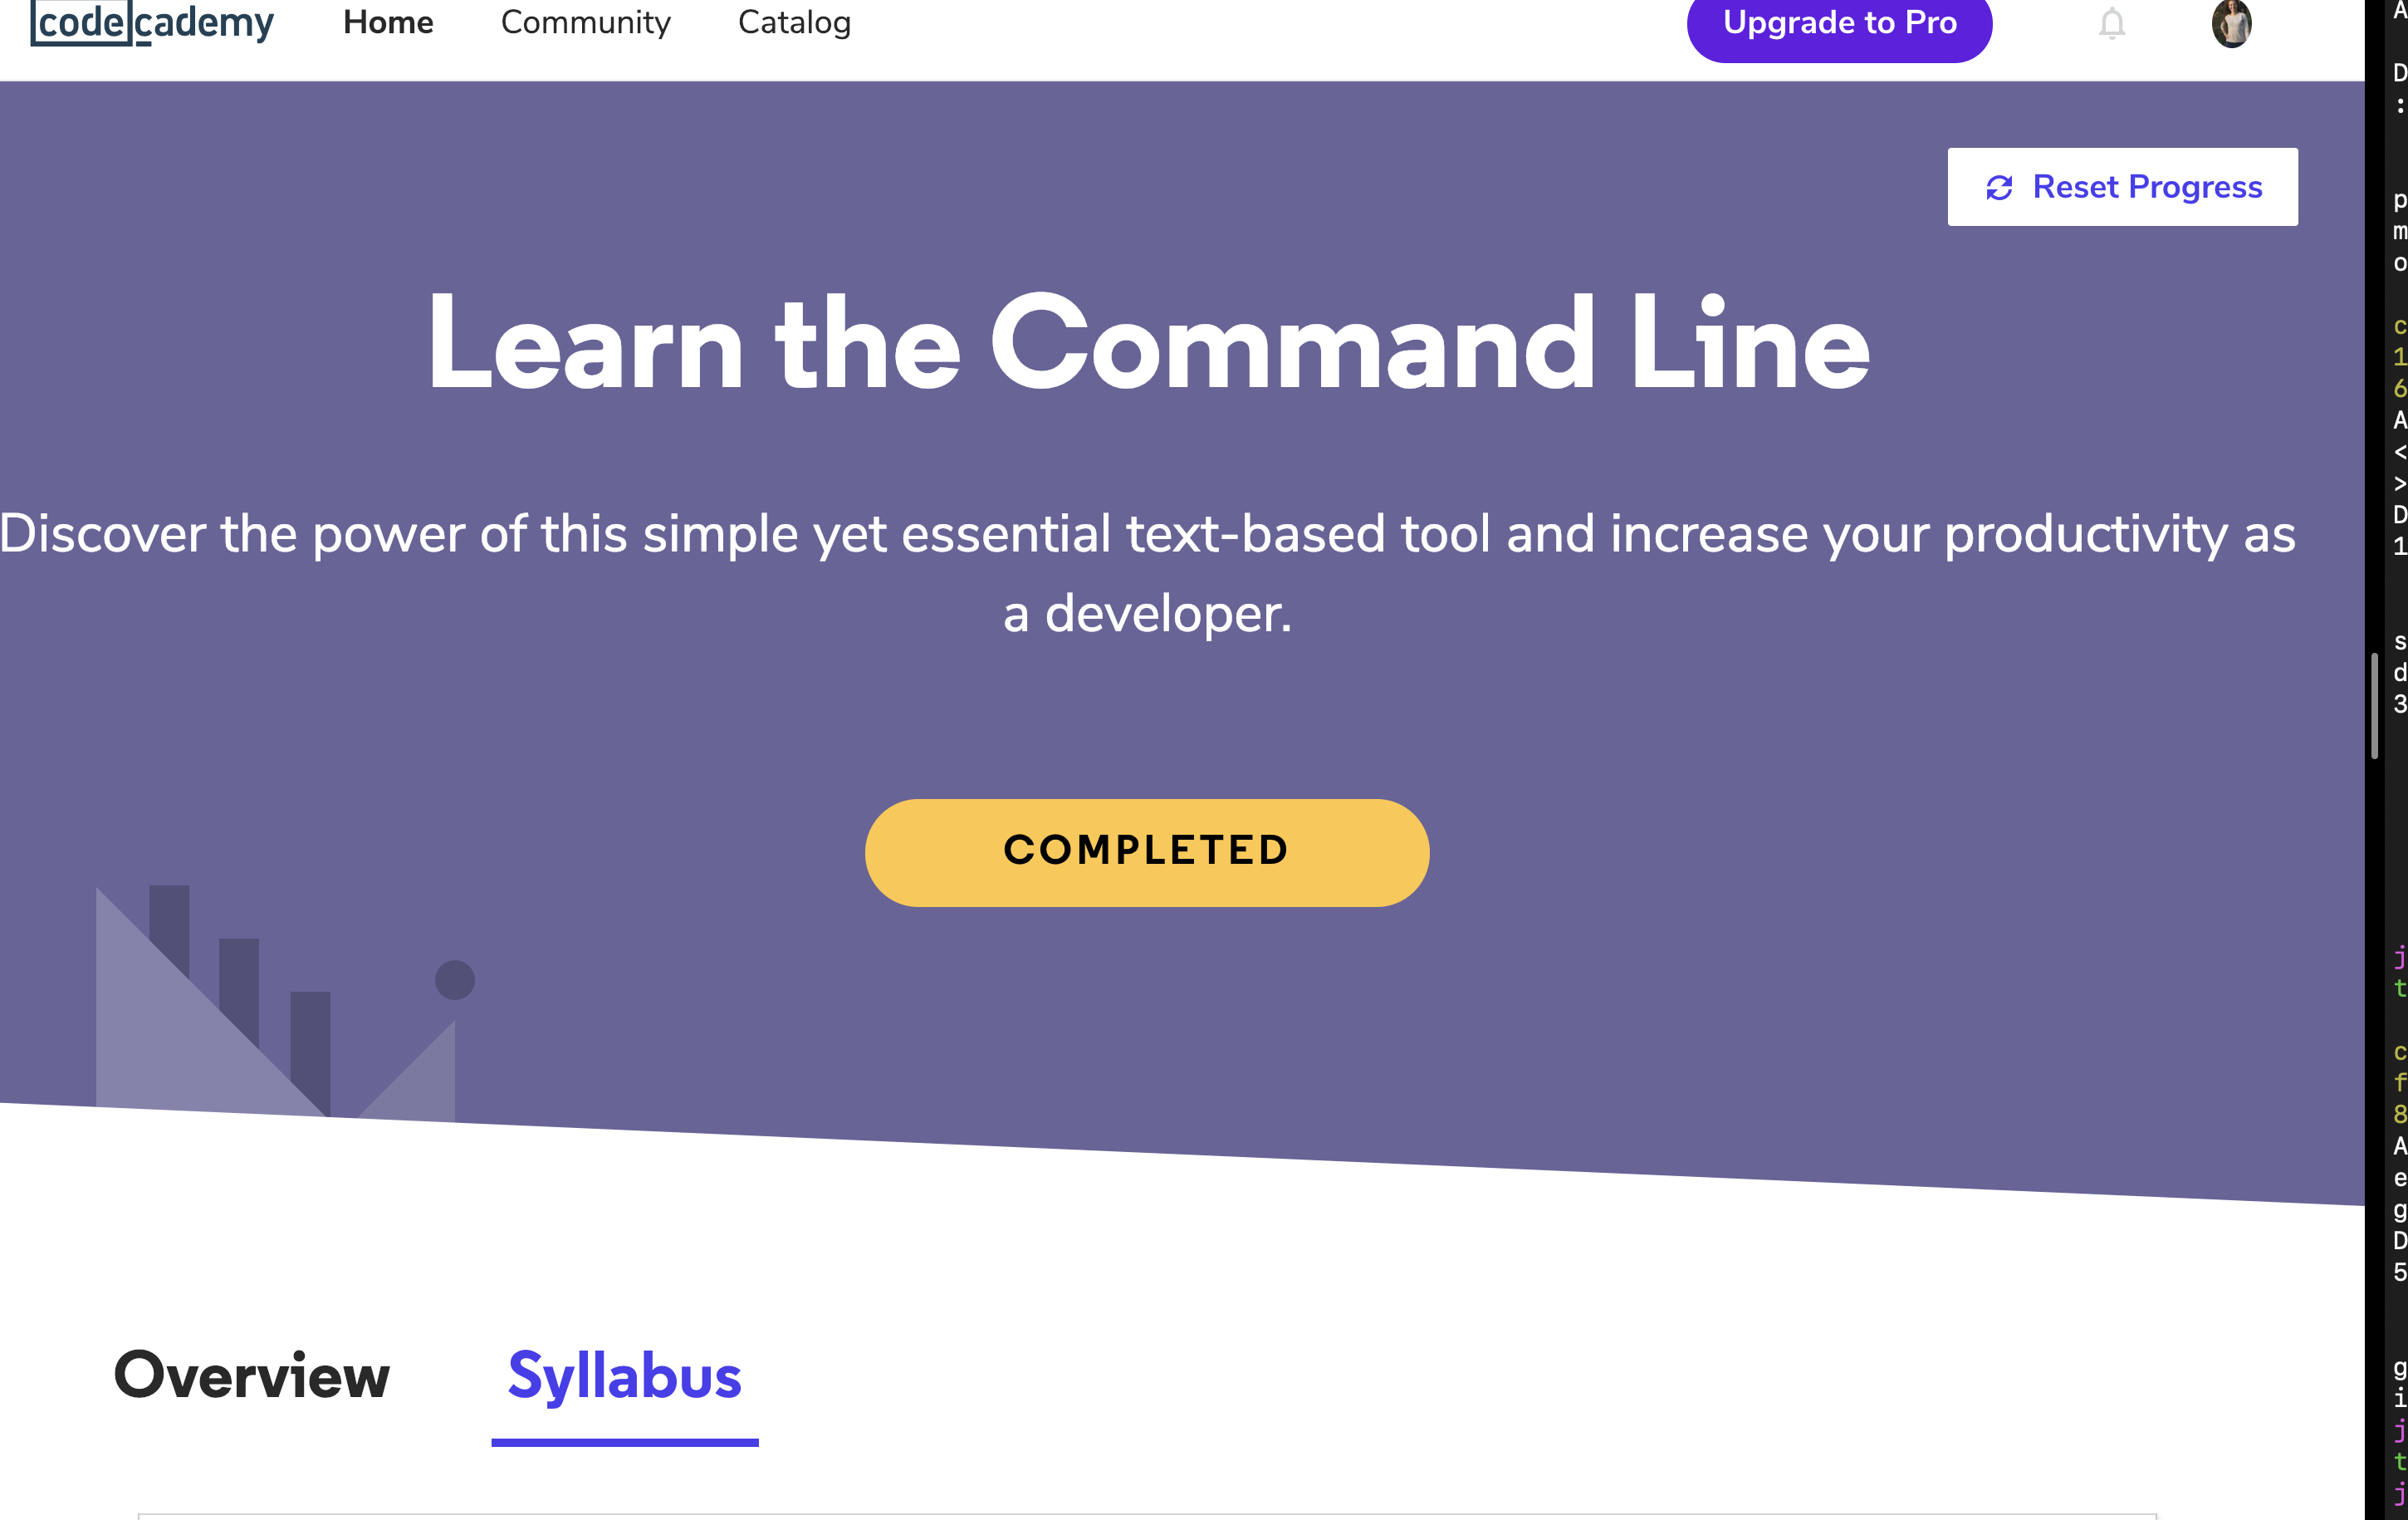 codecademy Home Community Catalog Upgrade to Pro
Reset Progress
Learn the Command Line
Discover the power of this simple yet essential text-based tool and increase your productivity as
a developer.
COMPLETED
Overview Syllabus
A
D
:
p
m
o
c
1
6
A
<
>
D
1
s
d
3
j
t
c
f
8
A
e
g
D
5
g
i
j
t
j